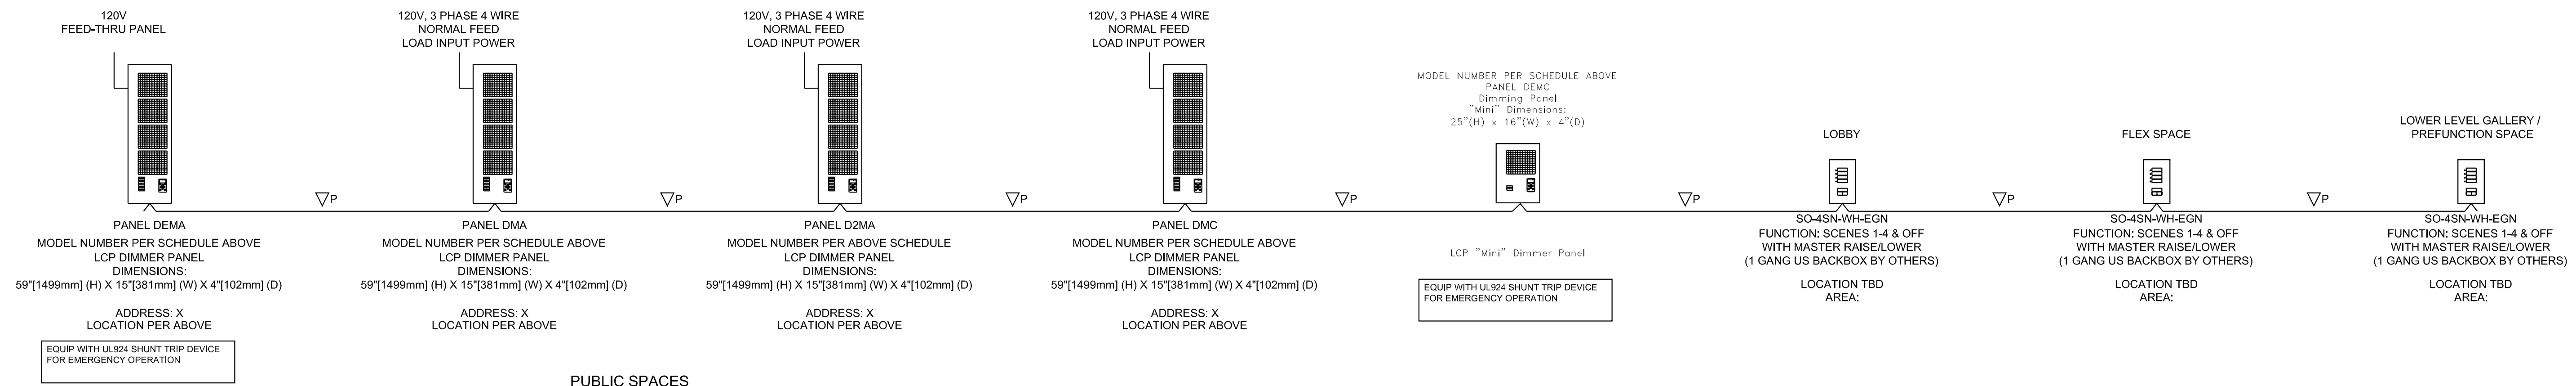 120V
FEED-THRU PANEL
PANEL DEMA
MODEL NUMBER PER SCHEDULE ABOVE
LCP DIMMER PANEL
DIMENSIONS:
59"[1499mm] (H) X 15"[381mm] (W) X 4"[102mm] (D)
ADDRESS: X
LOCATION PER ABOVE
EQUIP WITH UL924 SHUNT TRIP DEVICE
FOR EMERGENCY OPERATION
P
120V, 3 PHASE 4 WIRE
NORMAL FEED
LOAD INPUT POWER
PANEL DMA
MODEL NUMBER PER SCHEDULE ABOVE
LCP DIMMER PANEL
DIMENSIONS:
59"[1499mm] (H) X 15"[381mm] (W) X 4"[102mm] (D)
ADDRESS: X
LOCATION PER ABOVE
P
120V, 3 PHASE 4 WIRE
NORMAL FEED
LOAD INPUT POWER
PANEL D2MA
MODEL NUMBER PER ABOVE SCHEDULE
LCP DIMMER PANEL
DIMENSIONS:
59"[1499mm] (H) X 15"[381mm] (W) X 4"[102mm] (D)
ADDRESS: X
LOCATION PER ABOVE
P
120V, 3 PHASE 4 WIRE
NORMAL FEED
LOAD INPUT POWER
PANEL DMC
MODEL NUMBER PER SCHEDULE ABOVE
LCP DIMMER PANEL
DIMENSIONS:
59"[1499mm] (H) X 15"[381mm] (W) X 4"[102mm] (D)
ADDRESS: X
LOCATION PER ABOVE
P
MODEL NUMBER PER SCHEDULE ABOVE
PANEL DEMC
Dimming Panel
"Mini" Dimensions:
25"(H) x 16"(W) x 4"(D)
LCP "Mini" Dimmer Panel
EQUIP WITH UL924 SHUNT TRIP DEVICE
FOR EMERGENCY OPERATION
P
LOBBY
SO-4SN-WH-EGN
FUNCTION: SCENES 1-4 & OFF
WITH MASTER RAISE/LOWER
(1 GANG US BACKBOX BY OTHERS)
LOCATION TBD
AREA:
P
FLEX SPACE
SO-4SN-WH-EGN
FUNCTION: SCENES 1-4 & OFF
WITH MASTER RAISE/LOWER
(1 GANG US BACKBOX BY OTHERS)
LOCATION TBD
AREA:
P
LOWER LEVEL GALLERY /
PREFUNCTION SPACE
SO-4SN-WH-EGN
FUNCTION: SCENES 1-4 & OFF
WITH MASTER RAISE/LOWER
(1 GANG US BACKBOX BY OTHERS)
LOCATION TBD
AREA:
PUBLIC SPACES